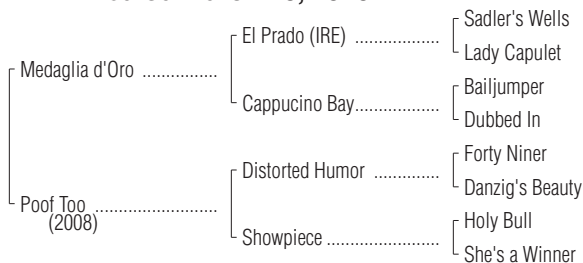 Sadler's Wells
El Prado (IRE) ...................
Lady Capulet
Medaglia d'Oro ................
Bailjumper
Cappucino Bay...................
Dubbed In
Forty Niner
Distorted Humor ..............
Danzig's Beauty
Poof Too ..........................
(2008)
Holy Bull
Showpiece .........................
She's a Winner